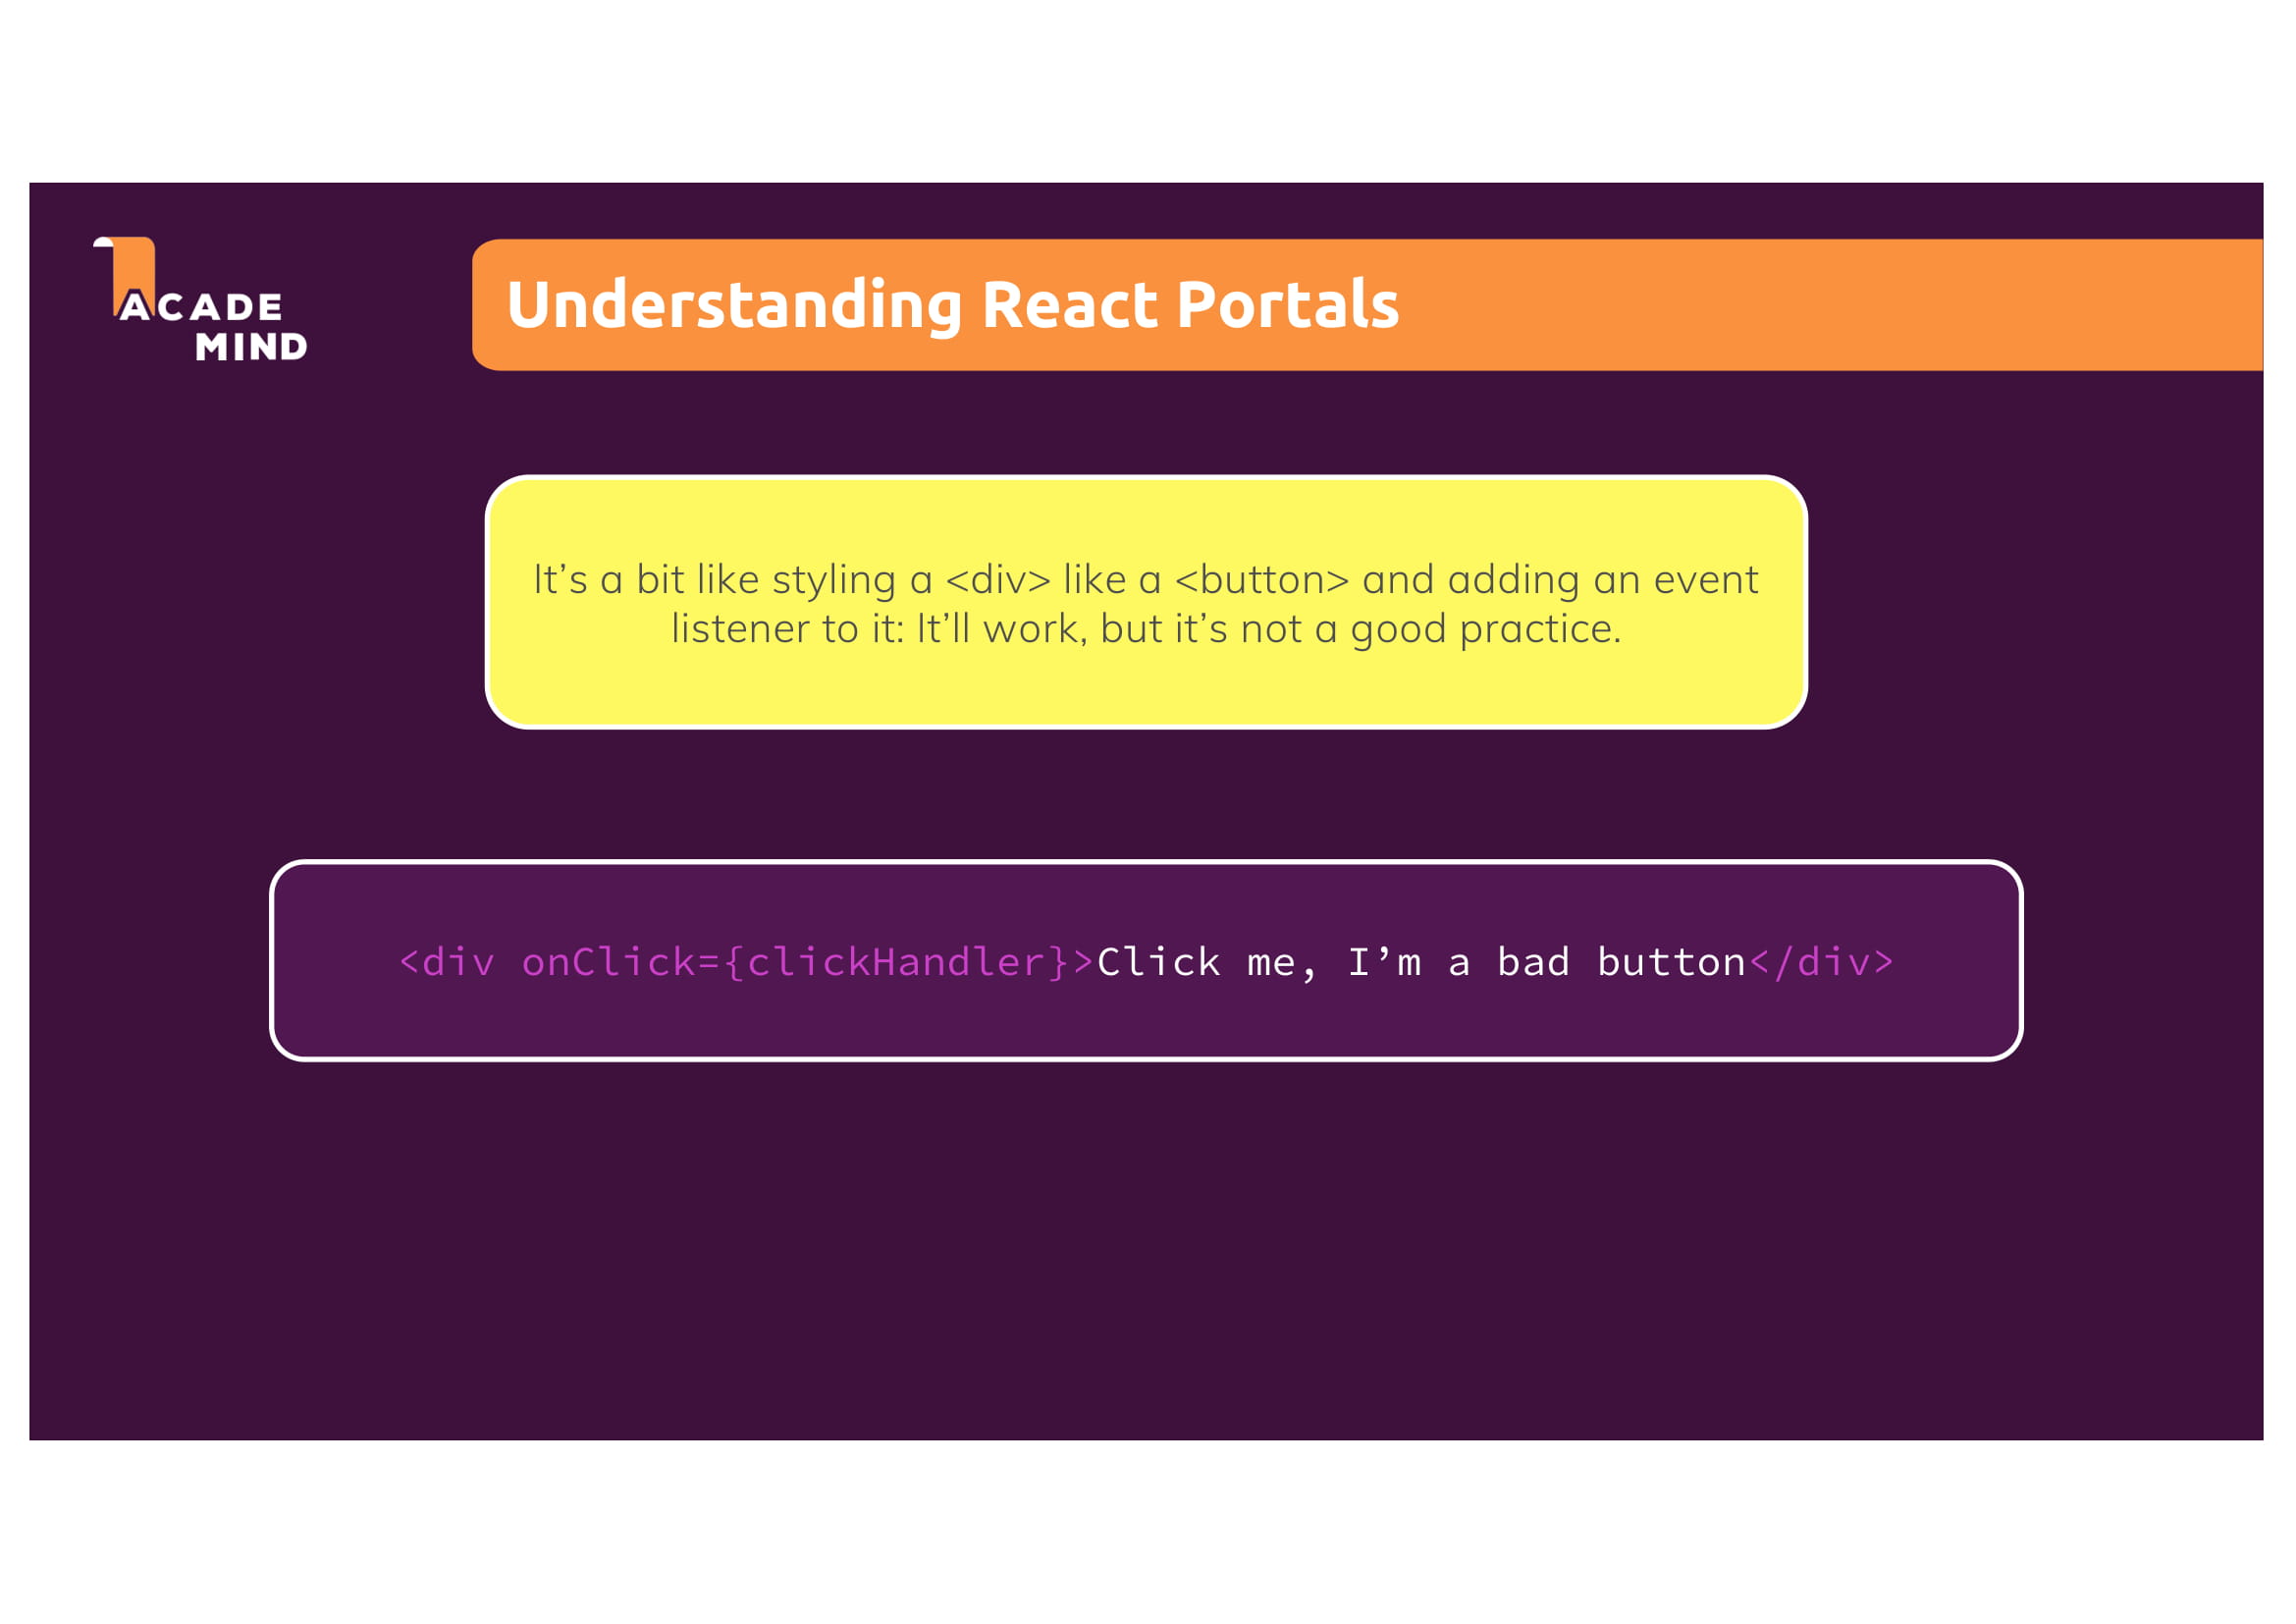 ACADE
MIND
Understanding React Portals
It’s a bit like styling a <div> like a <button> and adding an event
listener to it: It’ll work, but it’s not a good practice.
<div onClick={clickHandler}>Click me, I’m a bad button</div>